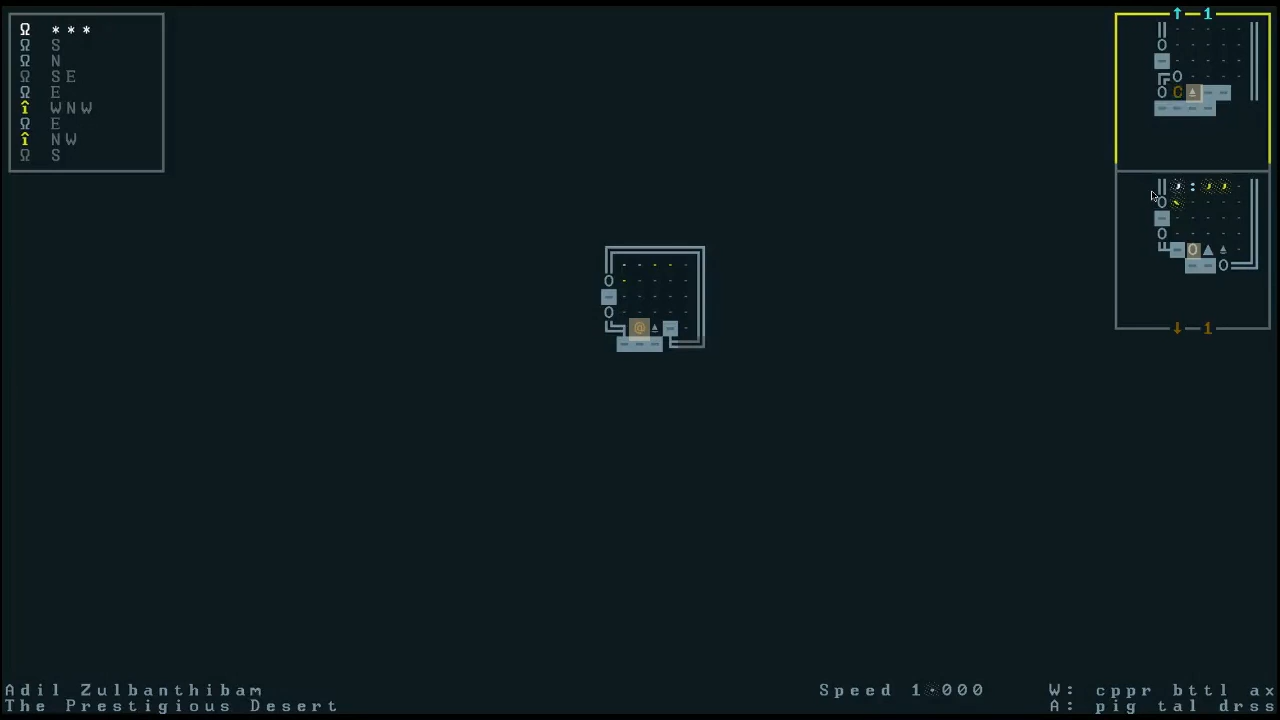 Ω ***
Ω S
Ω N
Ω SE
Ω E
î WNW
Ω E
î NW
Ω S
↑ 1
↓ 1
Adil Zulbanthibam
The Prestigious Desert
Speed 1.000
W: cppr bttl ax
A: pig tal drss